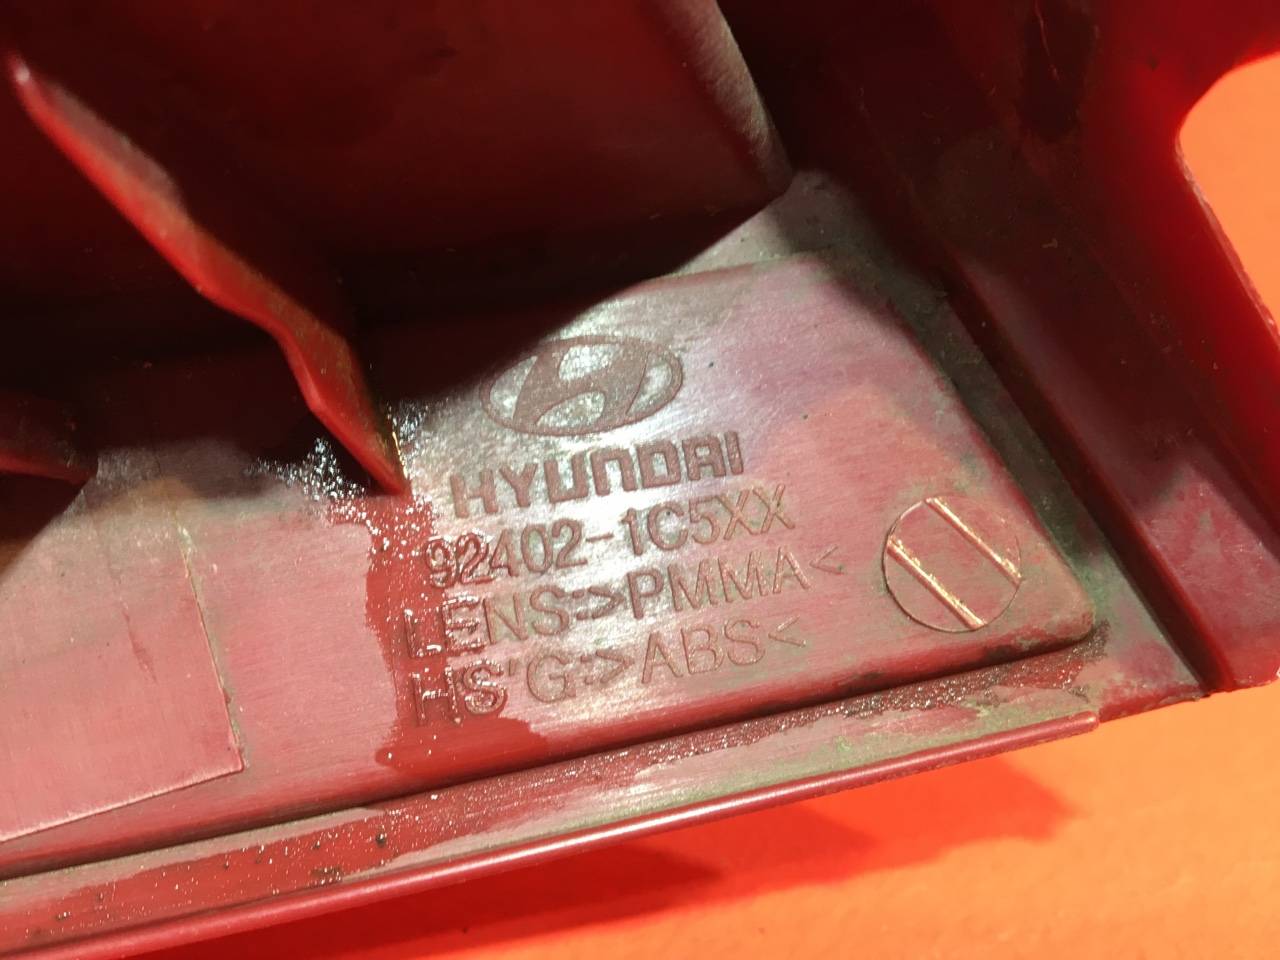 HYUNDAI
92402-1C5XX
LENS:>PMMA<
HS'G:>ABS<